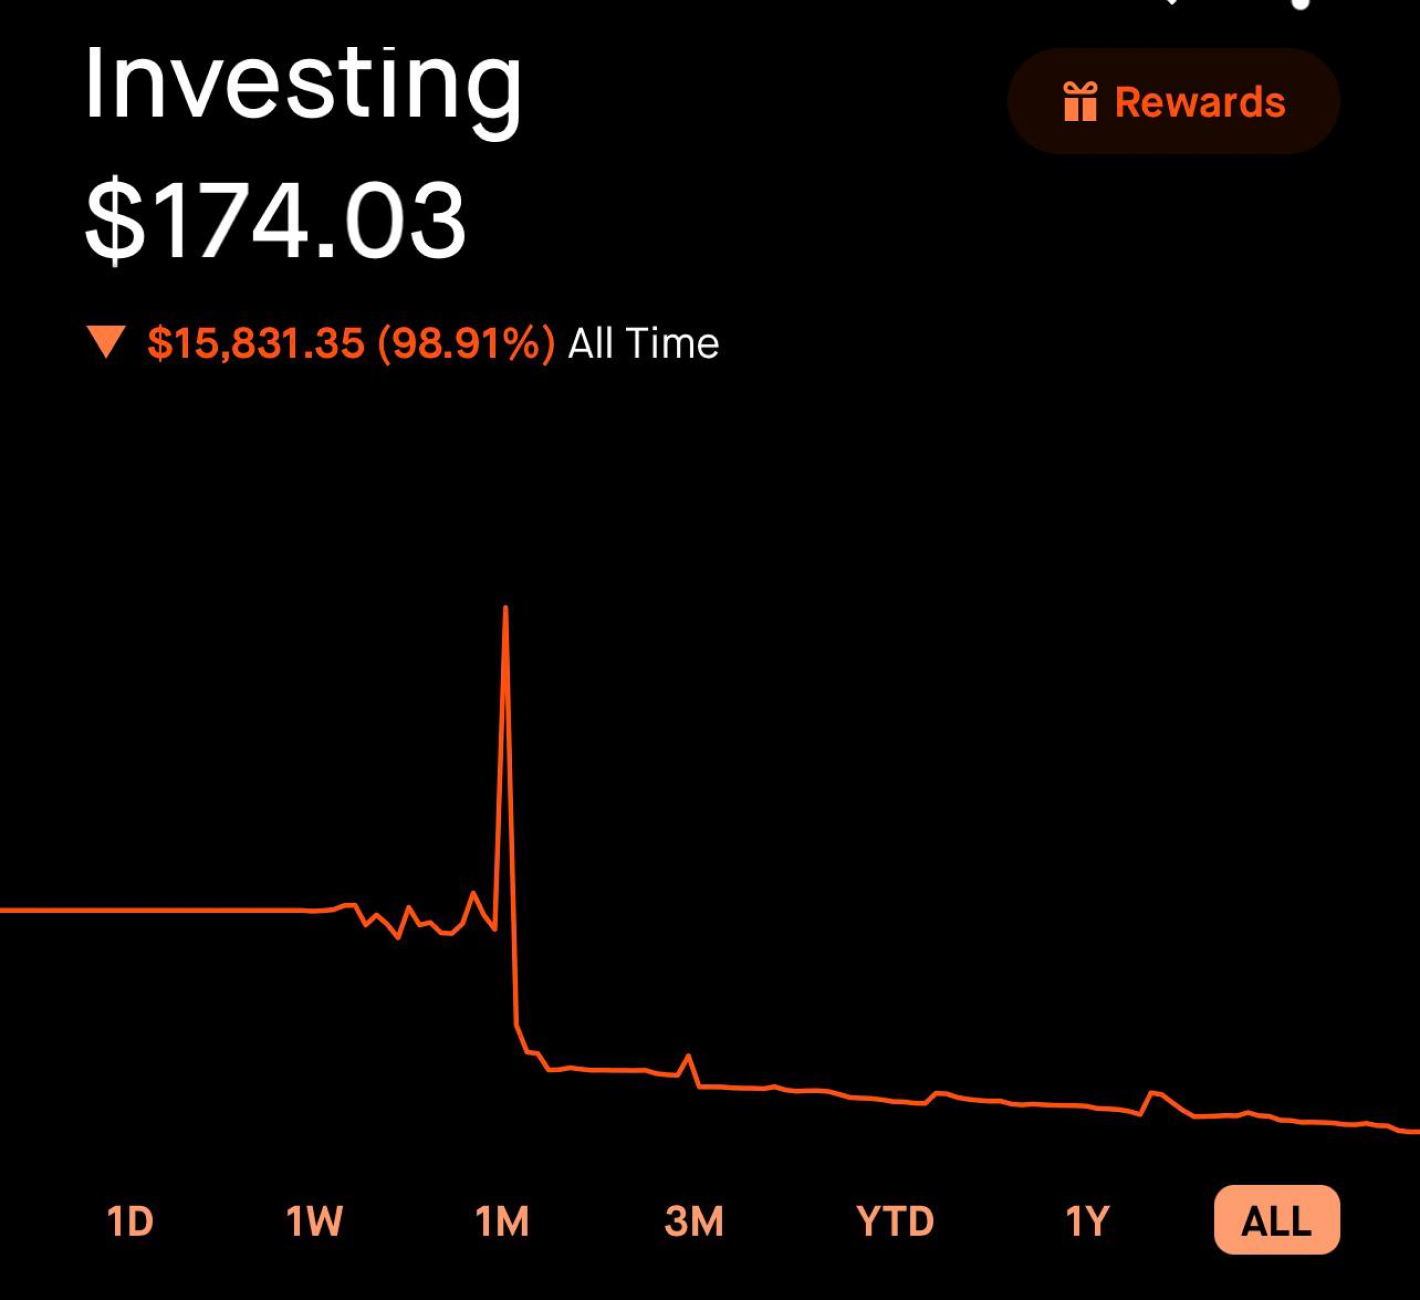 Investing
Rewards
$174.03
▼ $15,831.35 (98.91%) All Time
1D 1W 1M 3M YTD 1Y ALL